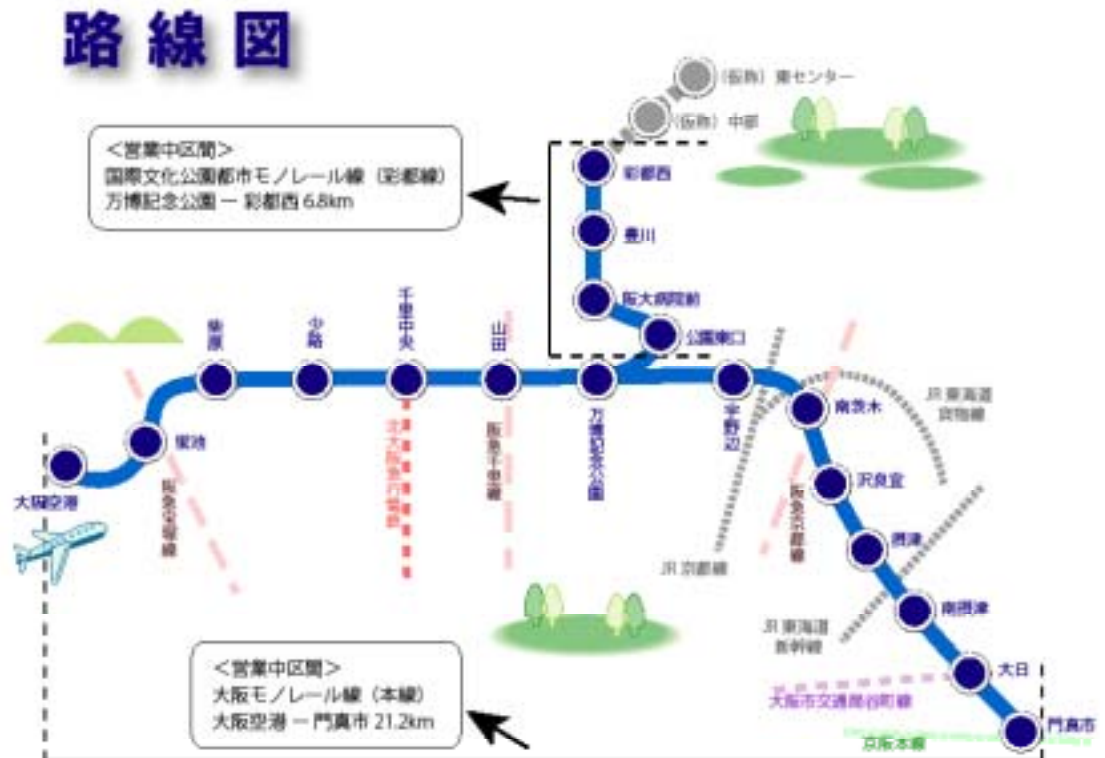 路線図
(仮称) 東センター
(仮称) 中部
＜営業中区間＞
国際文化公園都市モノレール線（彩都線）
万博記念公園 ー 彩都西 6.8km
彩都西
豊川
阪大病院前
公園東口
柴原
少路
千里中央
山田
万博記念公園
宇野辺
南茨木
JR 東海道
貨物線
蛍池
大阪空港
阪急宝塚線
北大阪急行電鉄
阪急千里線
沢良宜
阪急京都線
摂津
JR 京都線
南摂津
JR 東海道
新幹線
＜営業中区間＞
大阪モノレール線（本線）
大阪空港 ー 門真市 21.2km
大日
大阪市交通局谷町線
門真市
京阪本線